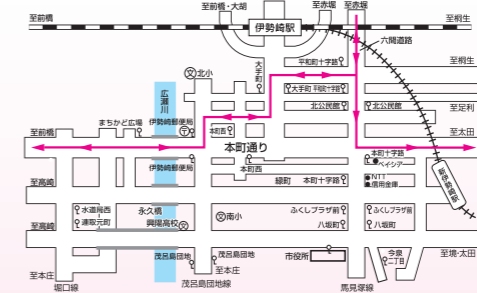 至前橋・大胡
至赤堀
至赤堀
至前橋
伊勢崎駅
至桐生
六間道路
平和町十字路
至桐生
大手町
北小
大手町
平和十字路
広瀬川
北公民館
北公民館
至足利
まちかど広場
伊勢崎郵便局
至前橋
本町西
至太田
本町通り
本町十字路
ベイシア
伊勢崎郵便局
本町西
NTT
信用金庫
新伊勢崎駅
至高崎
緑町
本町十字路
水道局西
連取元町
永久橋
興陽高校
南小
ふくしプラザ前
八坂町
ふくしプラザ前
八坂町
至高崎
茂呂島団地
茂呂島団地
市役所
今泉二丁目
至境・太田
至本庄
至本庄
堀口線
茂呂島団地線
馬見塚線